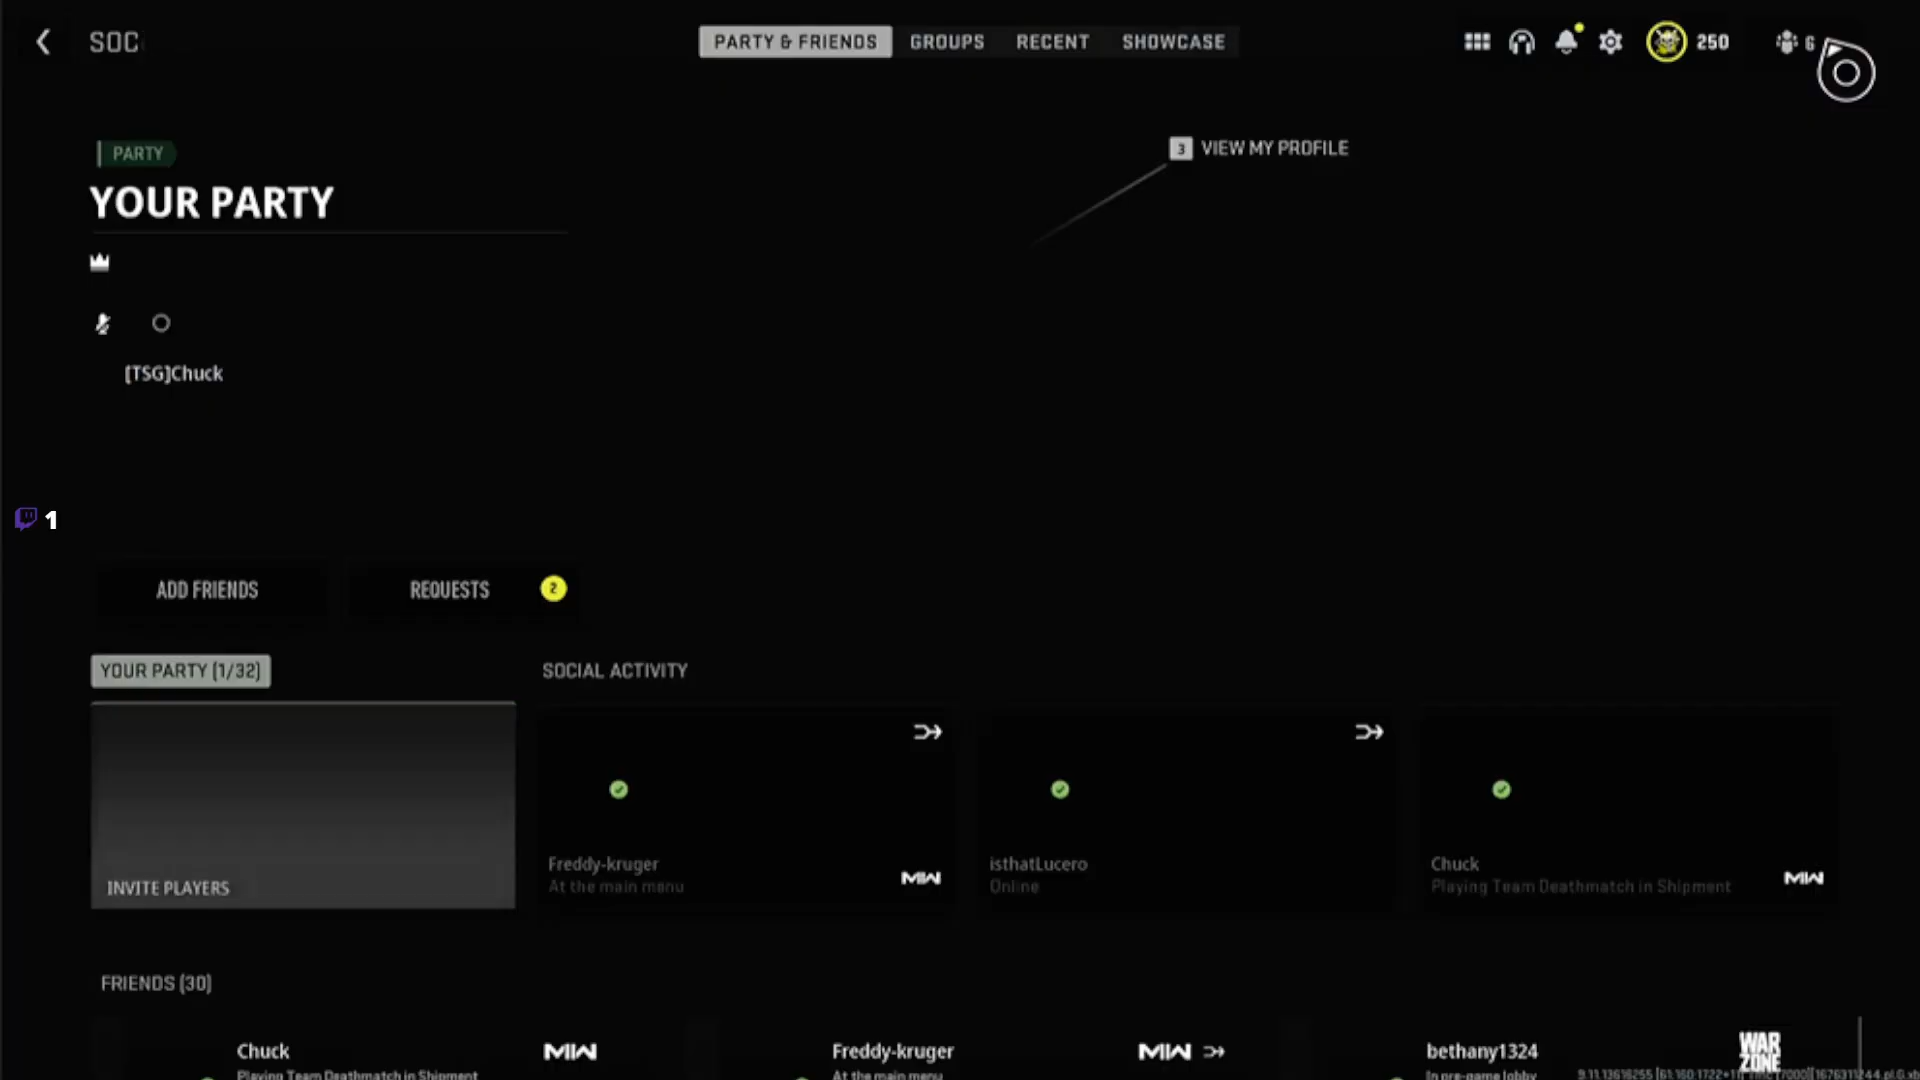 SOC
PARTY & FRIENDS
GROUPS
RECENT
SHOWCASE
250
6
PARTY
3 VIEW MY PROFILE
YOUR PARTY
[TSG]Chuck
1
ADD FRIENDS
REQUESTS
2
YOUR PARTY (1/32)
SOCIAL ACTIVITY
INVITE PLAYERS
Freddy-kruger
At the main menu
MW
isthatLucero
Online
Chuck
Playing Team Deathmatch in Shipment
MW
FRIENDS (30)
Chuck
MW
Playing Team Deathmatch in Shipment
Freddy-kruger
MW
At the main menu
bethany1324
WAR
ZONE
In pre-game lobby